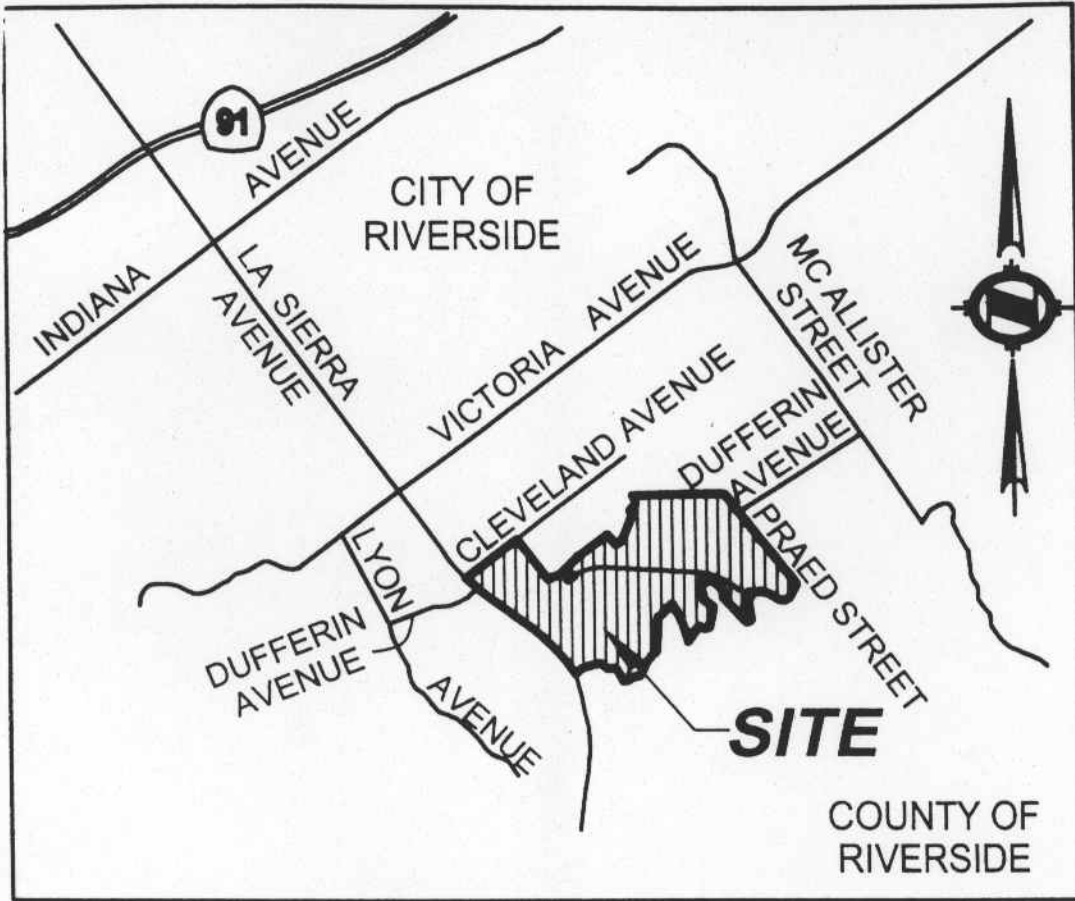 91
AVENUE
INDIANA
CITY OF
RIVERSIDE
LA SIERRA
AVENUE
VICTORIA AVENUE
MC ALLISTER
STREET
CLEVELAND AVENUE
DUFFERIN
AVENUE
PRAED STREET
LYON
AVENUE
DUFFERIN
AVENUE
SITE
COUNTY OF
RIVERSIDE
N